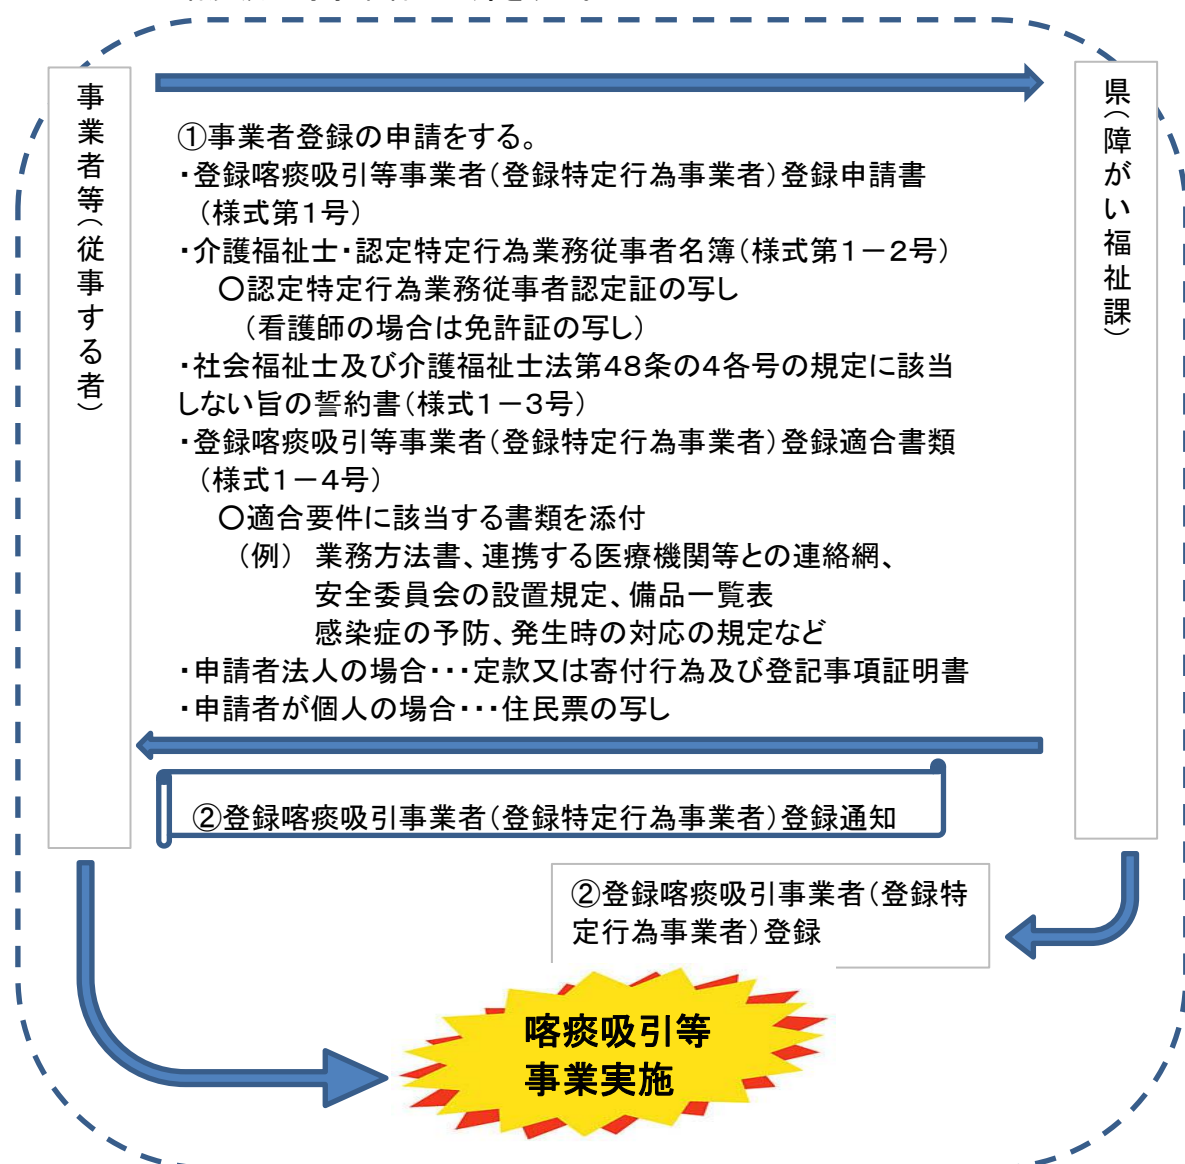 事業者等（従事する者）
県（障がい福祉課）
①事業者登録の申請をする。
・登録喀痰吸引等事業者（登録特定行為事業者）登録申請書
（様式第１号）
・介護福祉士・認定特定行為業務従事者名簿（様式第１－２号）
○認定特定行為業務従事者認定証の写し
（看護師の場合は免許証の写し）
・社会福祉士及び介護福祉士法第４８条の４各号の規定に該当
しない旨の誓約書（様式１－３号）
・登録喀痰吸引等事業者（登録特定行為事業者）登録適合書類
（様式１－４号）
○適合要件に該当する書類を添付
（例） 業務方法書、連携する医療機関等との連絡網、
安全委員会の設置規定、備品一覧表
感染症の予防、発生時の対応の規定など
・申請者法人の場合・・・定款又は寄付行為及び登記事項証明書
・申請者が個人の場合・・・住民票の写し
②登録喀痰吸引事業者（登録特定行為事業者）登録通知
②登録喀痰吸引事業者（登録特
定行為事業者）登録
喀痰吸引等
事業実施